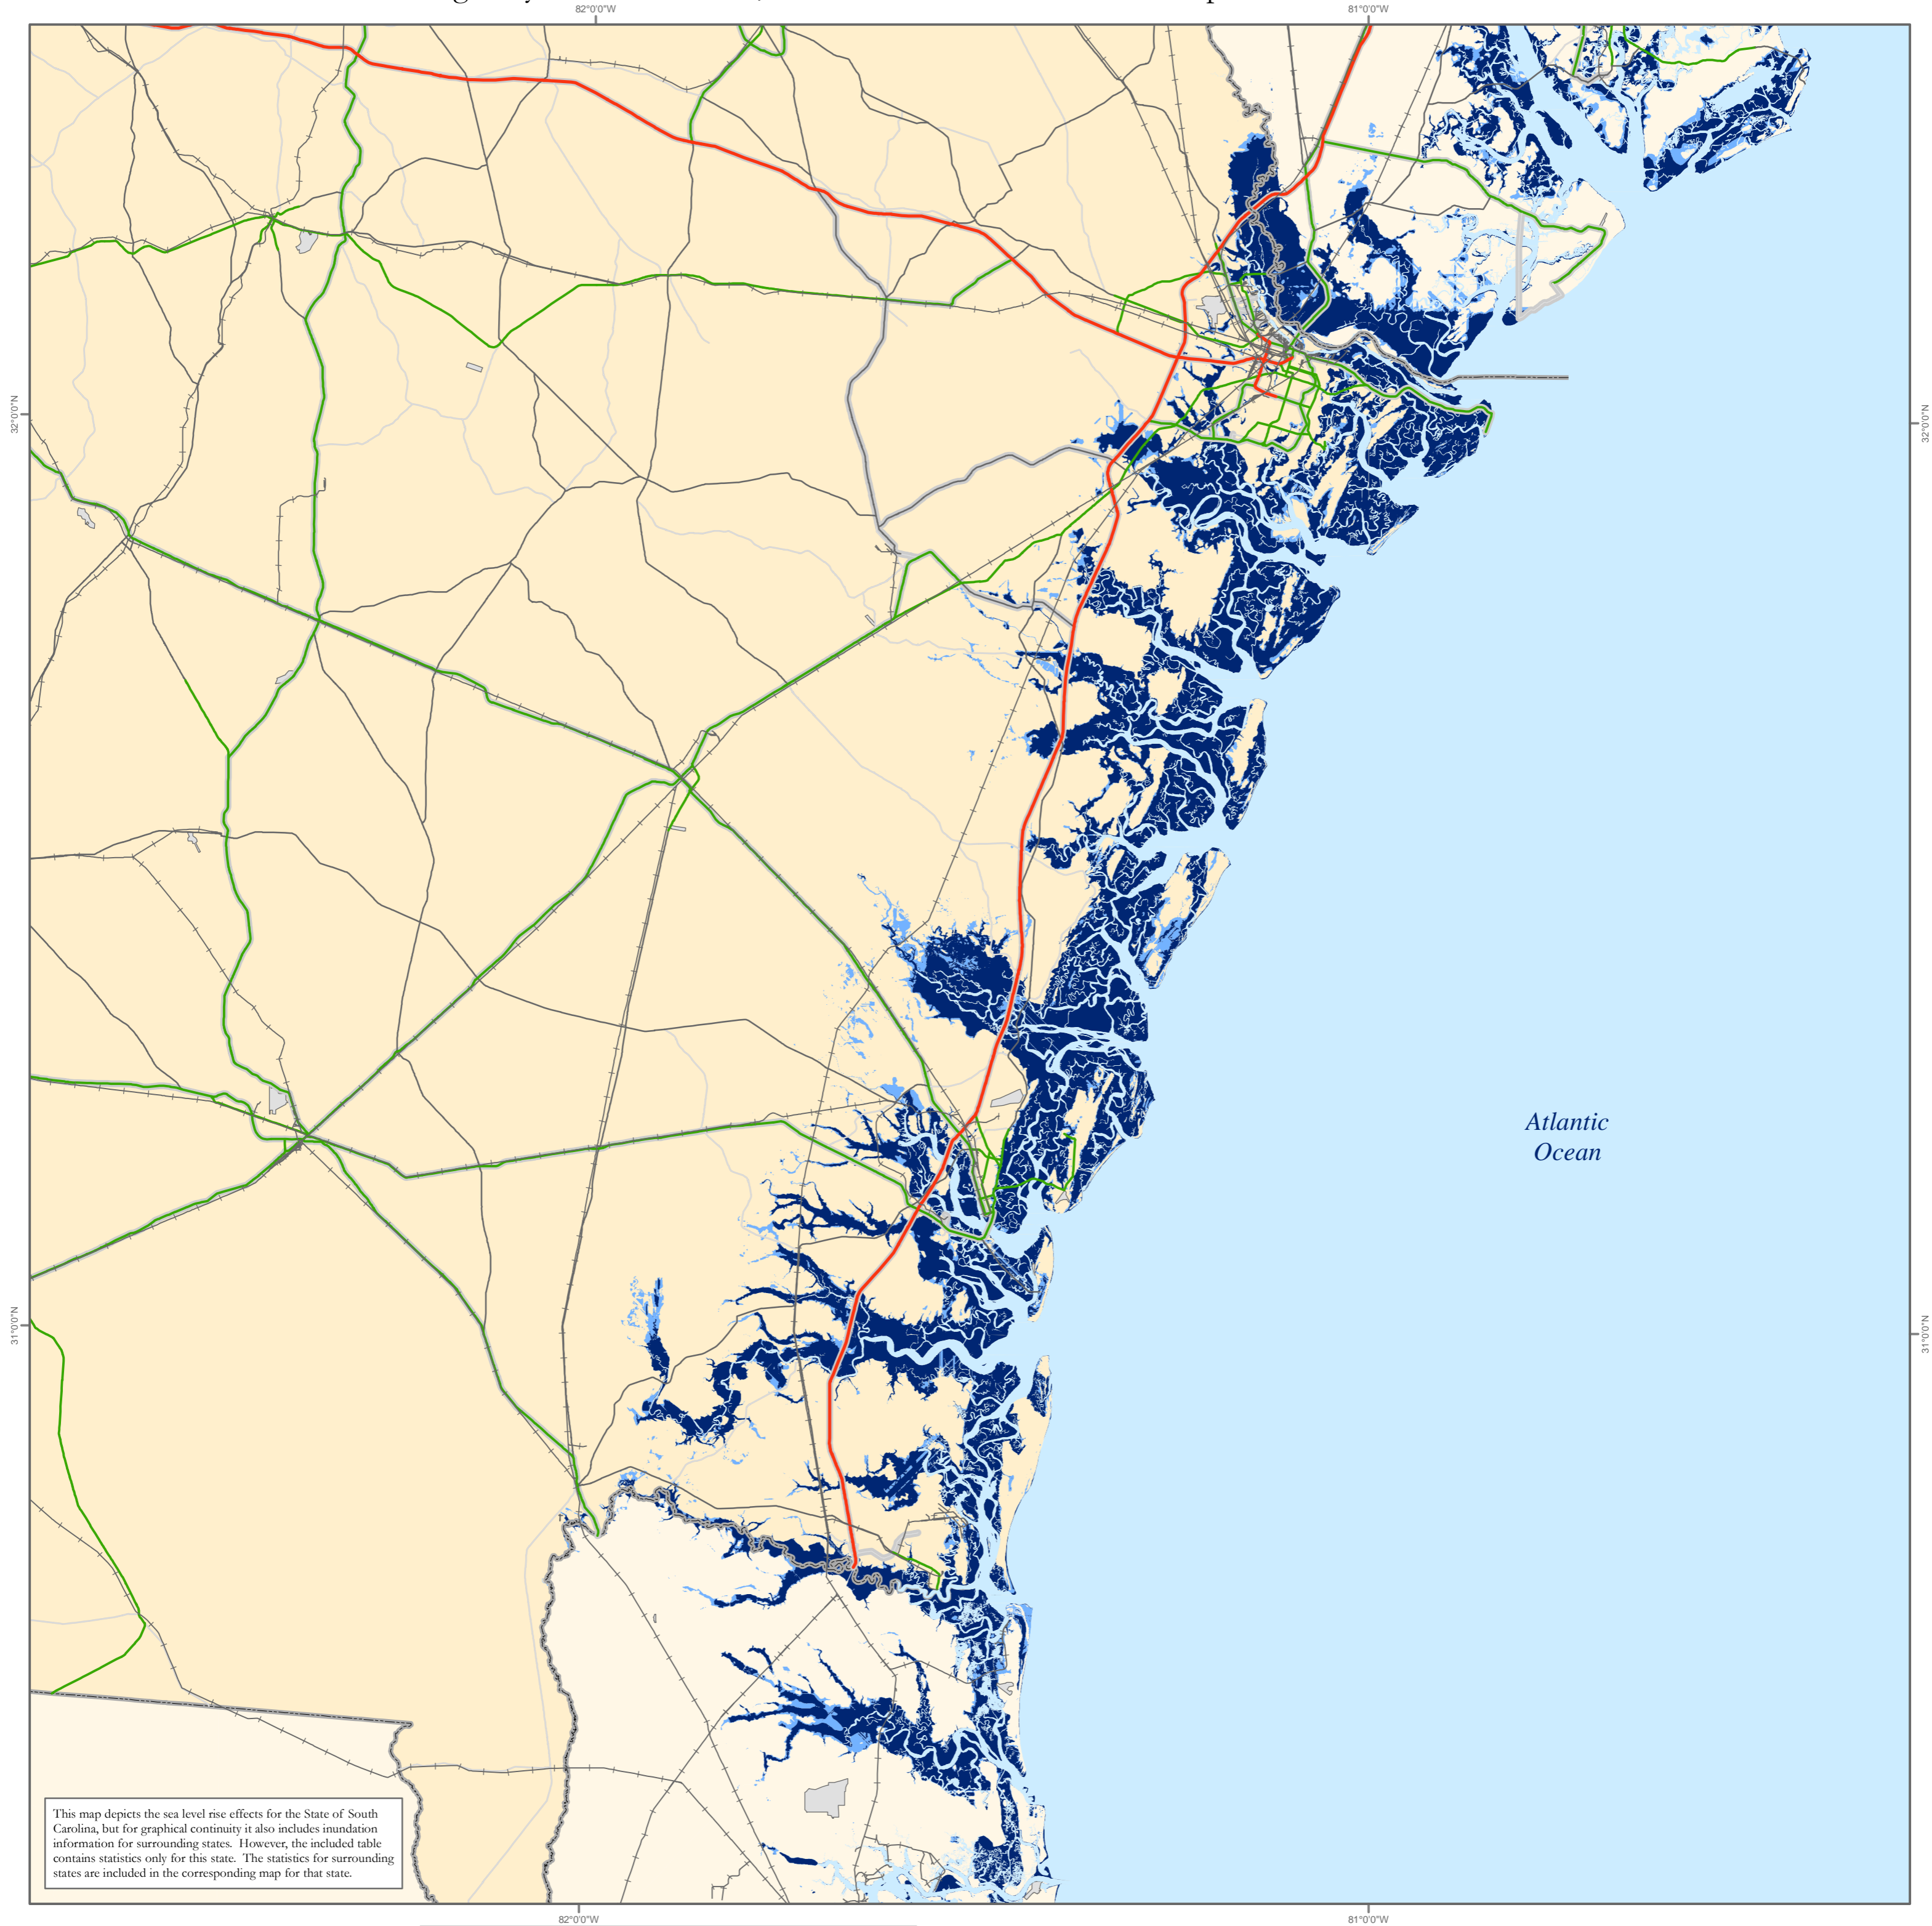 82°0'0"W
81°0'0"W
32°0'0"N
32°0'0"N
Atlantic
Ocean
31°0'0"N
31°0'0"N
This map depicts the sea level rise effects for the State of South
Carolina, but for graphical continuity it also includes inundation
information for surrounding states. However, the included table
contains statistics only for this state. The statistics for surrounding
states are included in the corresponding map for that state.
82°0'0"W
81°0'0"W